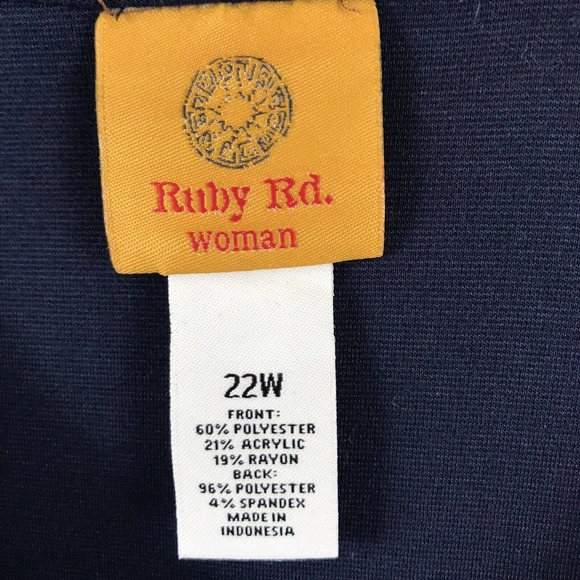 Ruby Rd.
woman
22W
FRONT:
60% POLYESTER
21% ACRYLIC
19% RAYON
BACK:
96% POLYESTER
4% SPANDEX
MADE IN
INDONESIA